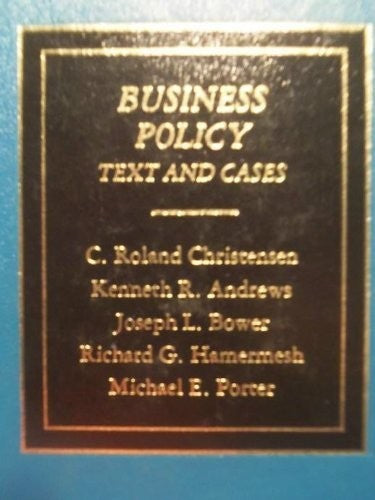 BUSINESS
POLICY
TEXT AND CASES
C. Roland Christensen
Kenneth R. Andrews
Joseph L. Bower
Richard G. Hamermesh
Michael E. Porter